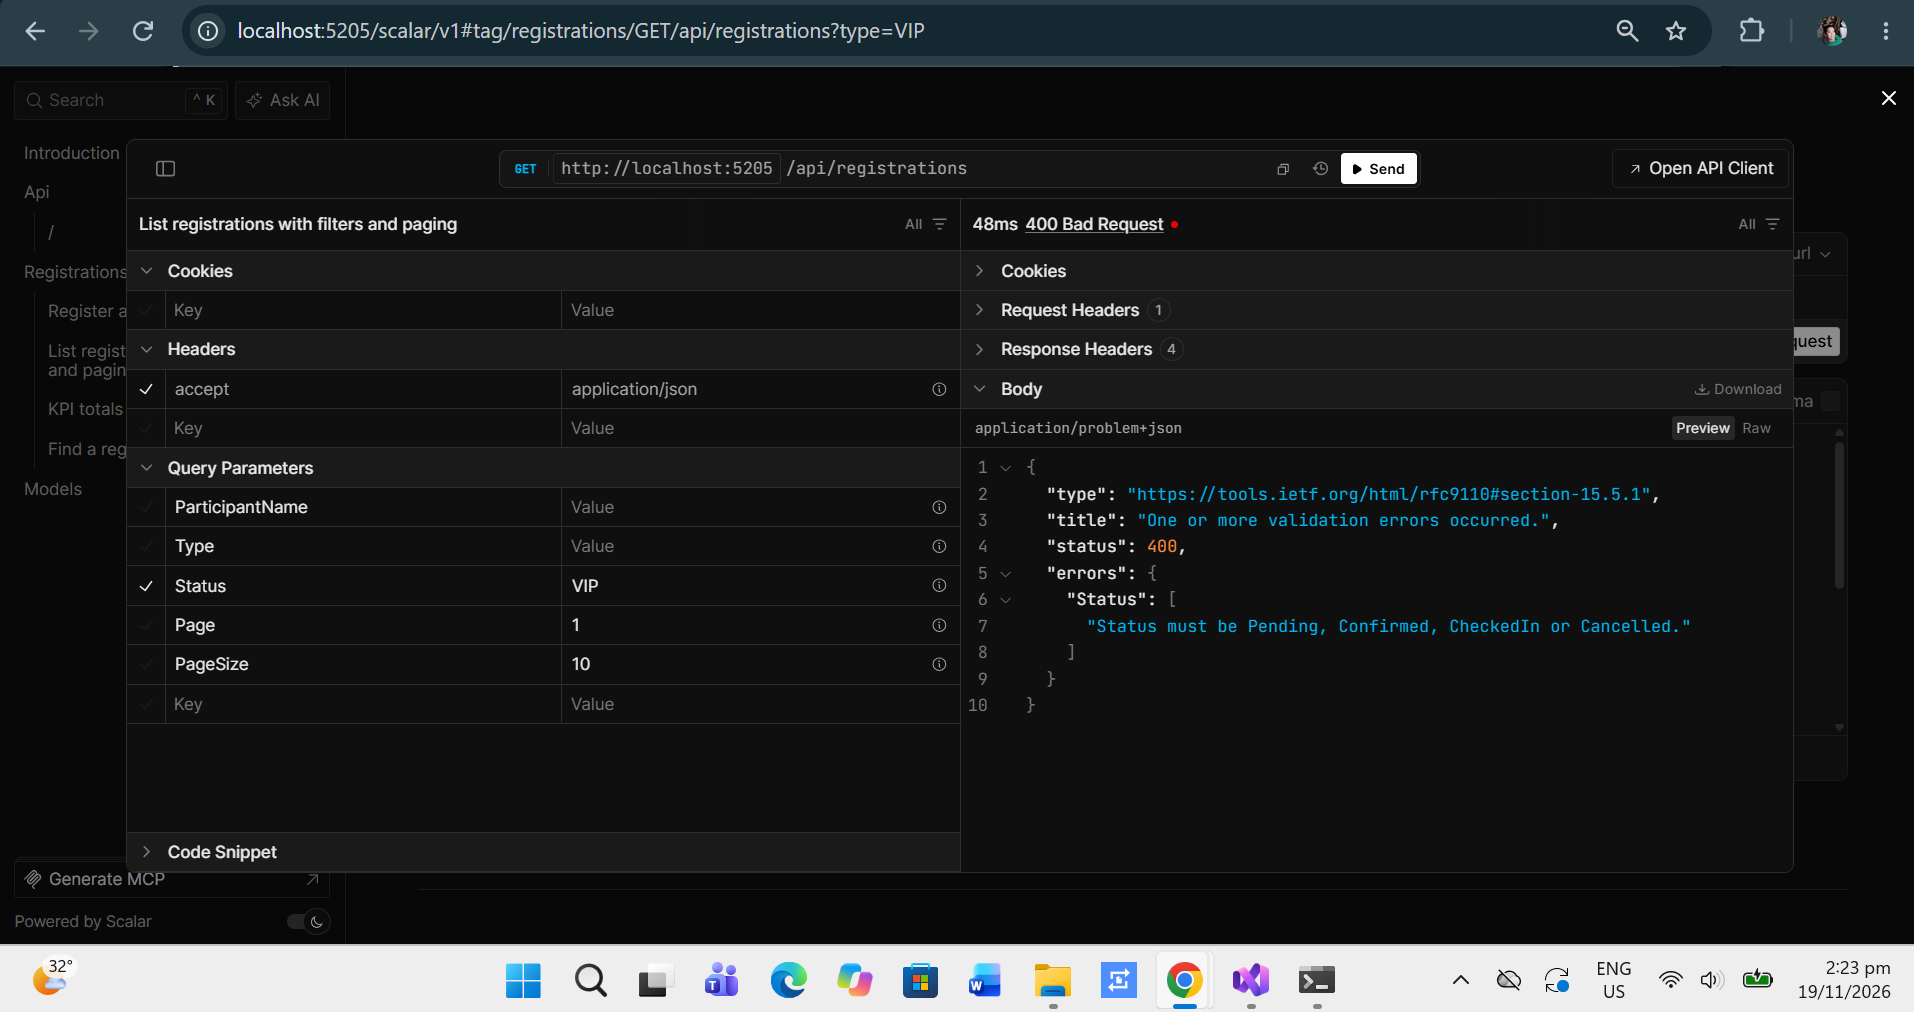 localhost:5205/scalar/v1#tag/registrations/GET/api/registrations?type=VIP
Search
^ K
Ask AI
Introduction
Api
/
Registrations
Register a
List regist
and pagin
KPI totals
Find a reg
Models
Generate MCP
Powered by Scalar
GET
http://localhost:5205
/api/registrations
Send
Open API Client
List registrations with filters and paging
All
Cookies
Key
Value
Headers
accept
application/json
Key
Value
Query Parameters
ParticipantName
Value
Type
Value
Status
VIP
Page
1
PageSize
10
Key
Value
Code Snippet
48ms 400 Bad Request
All
Cookies
Request Headers 1
Response Headers 4
Body
Download
application/problem+json
Preview
Raw
1 {
2 "type": "https://tools.ietf.org/html/rfc9110#section-15.5.1",
3 "title": "One or more validation errors occurred.",
4 "status": 400,
5 "errors": {
6 "Status": [
7 "Status must be Pending, Confirmed, CheckedIn or Cancelled."
8 ]
9 }
10 }
url
quest
ma
32°
ENG
US
2:23 pm
19/11/2026